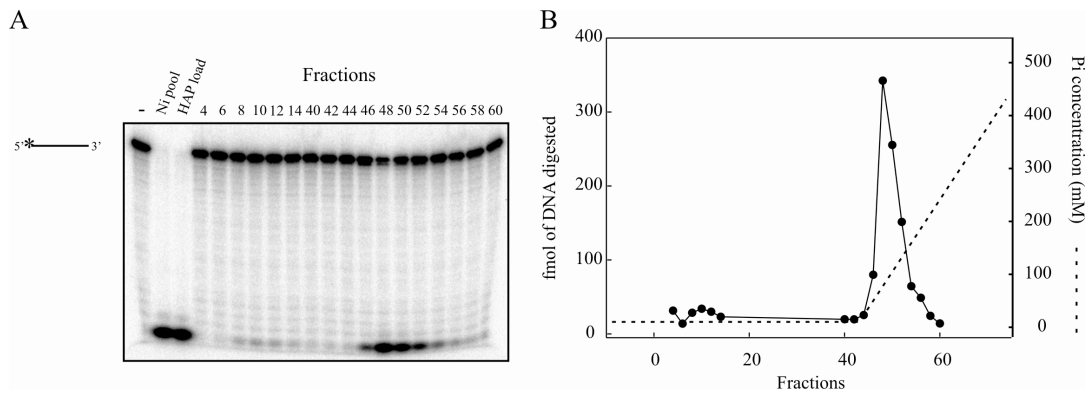 A
B
Fractions
- Ni pool HAP load 4 6 8 10 12 14 40 42 44 46 48 50 52 54 56 58 60
5’ * 3’
fmol of DNA digested
400
300
200
100
0
0 20 40 60
Fractions
500
400
300
200
100
0
Pi concentration (mM)